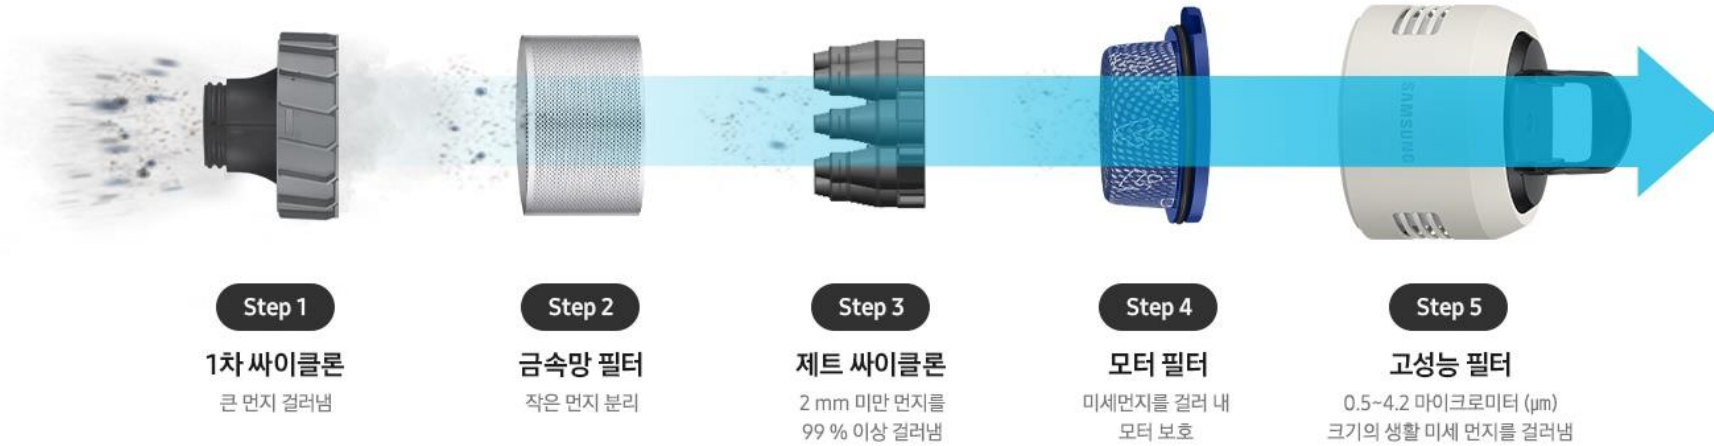 SAMSUNG
Step 1
1차 싸이클론
큰 먼지 걸러냄
Step 2
금속망 필터
작은 먼지 분리
Step 3
제트 싸이클론
2 mm 미만 먼지를
99 % 이상 걸러냄
Step 4
모터 필터
미세먼지를 걸러 내
모터 보호
Step 5
고성능 필터
0.5~4.2 마이크로미터 (μm)
크기의 생활 미세 먼지를 걸러냄